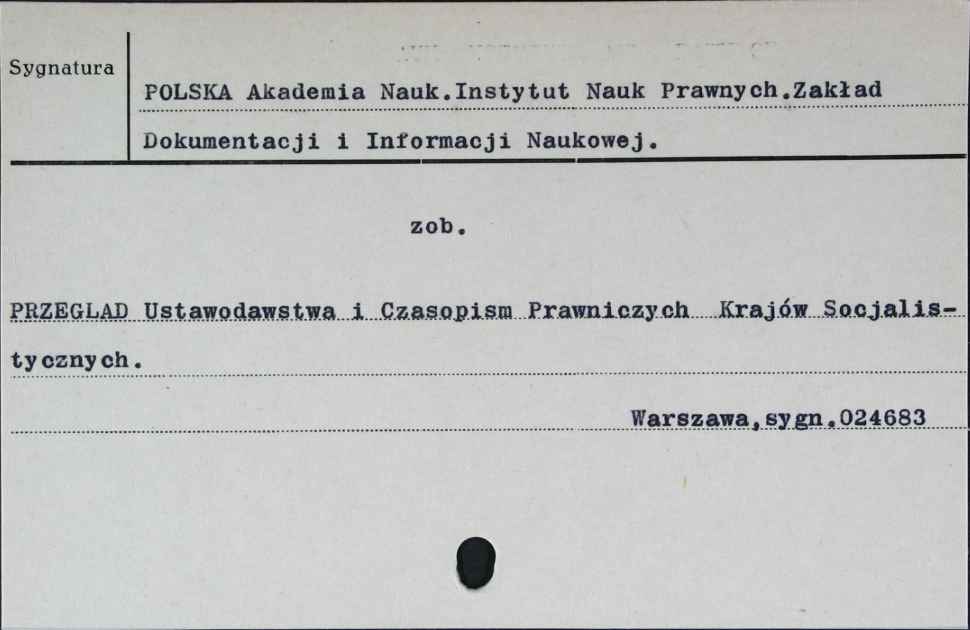 Sygnatura
POLSKA Akademia Nauk.Instytut Nauk Prawnych.Zakład
Dokumentacji i Informacji Naukowej.
zob.
PRZEGLAD Ustawodawstwa i Czasopism Prawniczych Krajów Socjalis-
tycznych.
Warszawa,sygn.024683